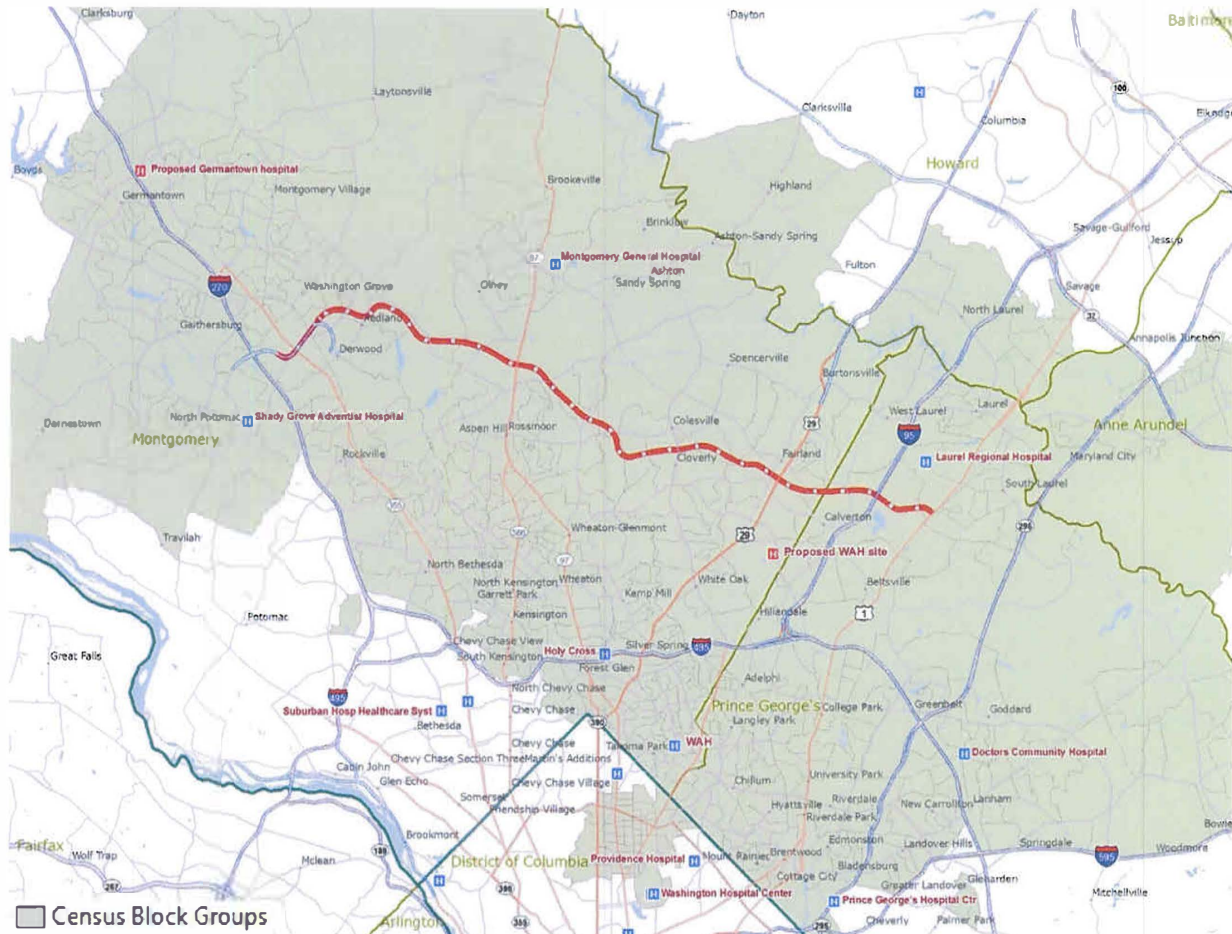 Clarksburg
Dayton
Baltimore
Laytonsville
Clarksville
100
Columbia
Elkridge
Howard
Boyds
Proposed Germantown hospital
Germantown
Montgomery Village
Brookeville
Highland
Brinklow
Ashton-Sandy Spring
Savage-Guilford
Jessup
97
Montgomery General Hospital
Ashton
Sandy Spring
Fulton
270
Washington Grove
Olney
Savage
North Laurel
32
Gaithersburg
Redland
Derwood
Annapolis Junction
Spencerville
Burtonsville
North Potomac
Shady Grove Adventist Hospital
Darnestown
Montgomery
Aspen Hill
Rossmoor
Colesville
29
West Laurel
Laurel
95
Anne Arundel
Rockville
Cloverly
Fairland
Laurel Regional Hospital
Maryland City
South Laurel
355
Calverton
295
Travilah
586
Wheaton-Glenmont
29
Proposed WAH site
97
North Bethesda
North Kensington
Wheaton
White Oak
Beltsville
Garrett Park
Kemp Mill
Kensington
Hillandale
1
Potomac
Chevy Chase View
South Kensington
Holy Cross
Silver Spring
495
Great Falls
Forest Glen
North Chevy Chase
Adelphi
495
Suburban Hosp Healthcare Syst
Chevy Chase
390
Prince George's
College Park
Greenbelt
Goddard
Bethesda
Langley Park
Chevy Chase
Takoma Park
WAH
Doctors Community Hospital
Cabin John
Chevy Chase Section Three
Martin's Additions
Glen Echo
Chevy Chase Village
Chillum
University Park
Somerset
Friendship Village
Hyattsville
Riverdale
New Carrollton
Lanham
Riverdale Park
Brookmont
Edmonston
Landover Hills
Springdale
Bowie
Fairfax
Wolf Trap
Mclean
District of Columbia
Providence Hospital
Mount Rainier
Brentwood
Bladensburg
595
Woodmore
Cottage City
Greater Landover
Glenarden
Mitchellville
267
Washington Hospital Center
Prince George's Hospital Ctr
Census Block Groups
Arlington
295
Cheverly
Palmer Park